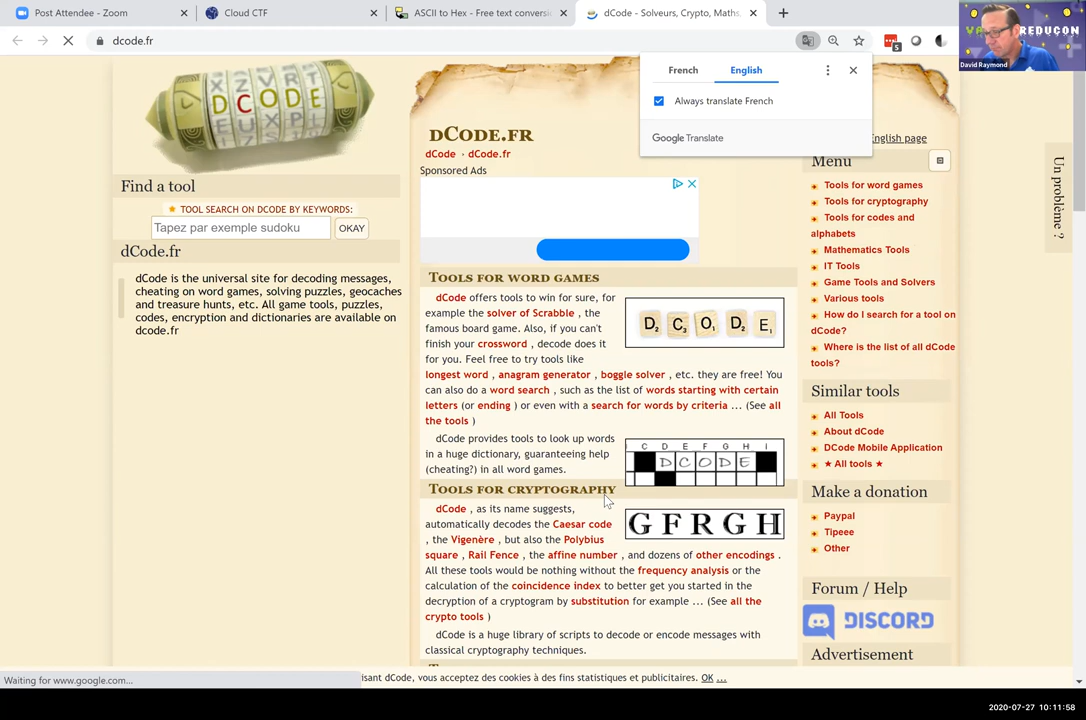 Post Attendee - Zoom
Cloud CTF
ASCII to Hex - Free text conversi
dCode - Solveurs, Crypto, Maths,
dcode.fr
5
David Raymond
French
English
Always translate French
Google Translate
English page
DCODE
dCode.fr
dCode · dCode.fr
Sponsored Ads
Find a tool
TOOL SEARCH ON DCODE BY KEYWORDS:
Tapez par exemple sudoku
OKAY
dCode.fr
dCode is the universal site for decoding messages,
cheating on word games, solving puzzles, geocaches
and treasure hunts, etc. All game tools, puzzles,
codes, encryption and dictionaries are available on
dcode.fr
Tools for word games
dCode offers tools to win for sure, for
example the solver of Scrabble , the
famous board game. Also, if you can't
finish your crossword , decode does it
for you. Feel free to try tools like
longest word , anagram generator , boggle solver , etc. they are free! You
can also do a word search , such as the list of words starting with certain
letters (or ending ) or even with a search for words by criteria ... (See all
the tools )
D2 C3 O1 D2 E1
dCode provides tools to look up words
in a huge dictionary, guaranteeing help
(cheating?) in all word games.
C D E F G H I
D C O D E
Tools for cryptography
dCode , as its name suggests,
automatically decodes the Caesar code
, the Vigenère , but also the Polybius
square , Rail Fence , the affine number , and dozens of other encodings .
All these tools would be nothing without the frequency analysis or the
calculation of the coincidence index to better get you started in the
decryption of a cryptogram by substitution for example ... (See all the
crypto tools )
GFRGH
dCode is a huge library of scripts to decode or encode messages with
classical cryptography techniques.
Menu
Tools for word games
Tools for cryptography
Tools for codes and
alphabets
Mathematics Tools
IT Tools
Game Tools and Solvers
Various tools
How do I search for a tool on
dCode?
Where is the list of all dCode
tools?
Similar tools
All Tools
About dCode
DCode Mobile Application
★ All tools ★
Make a donation
Paypal
Tipeee
Other
Forum / Help
DISCORD
Advertisement
Un problème ?
Waiting for www.google.com...
isant dCode, vous acceptez des cookies à des fins statistiques et publicitaires. OK ...
2020-07-27 10:11:58